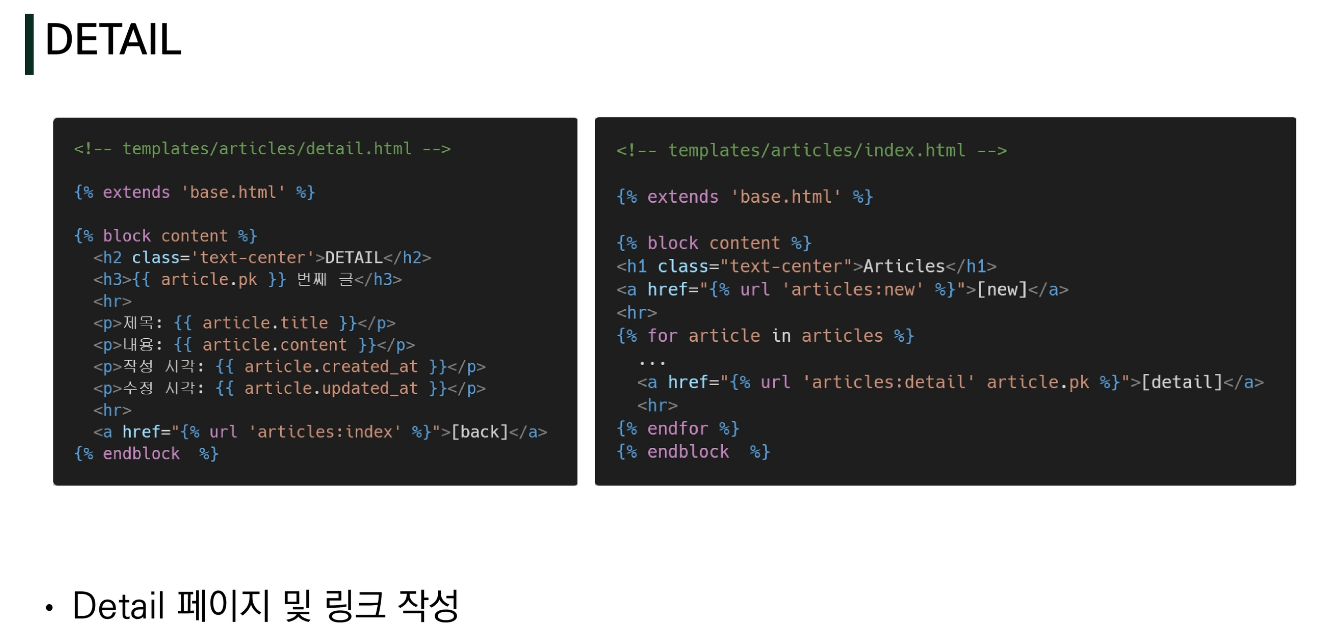 DETAIL
<!-- templates/articles/detail.html -->
{% extends 'base.html' %}
{% block content %}
<h2 class='text-center'>DETAIL</h2>
<h3>{{ article.pk }} 번째 글</h3>
<hr>
<p>제목: {{ article.title }}</p>
<p>내용: {{ article.content }}</p>
<p>작성 시각: {{ article.created_at }}</p>
<p>수정 시각: {{ article.updated_at }}</p>
<hr>
<a href="{% url 'articles:index' %}">[back]</a>
{% endblock  %}
<!-- templates/articles/index.html -->
{% extends 'base.html' %}
{% block content %}
<h1 class="text-center">Articles</h1>
<a href="{% url 'articles:new' %}">[new]</a>
<hr>
{% for article in articles %}
...
<a href="{% url 'articles:detail' article.pk %}">[detail]</a>
<hr>
{% endfor %}
{% endblock  %}
• Detail 페이지 및 링크 작성